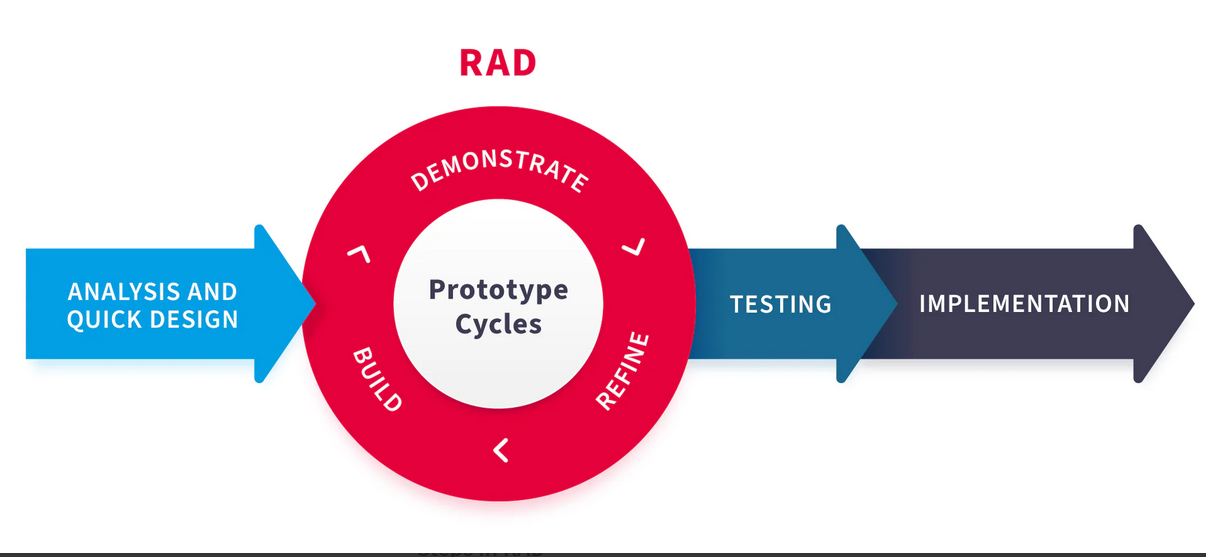 RAD
DEMONSTRATE
ANALYSIS AND
QUICK DESIGN
Prototype
Cycles
TESTING
IMPLEMENTATION
BUILD
REFINE